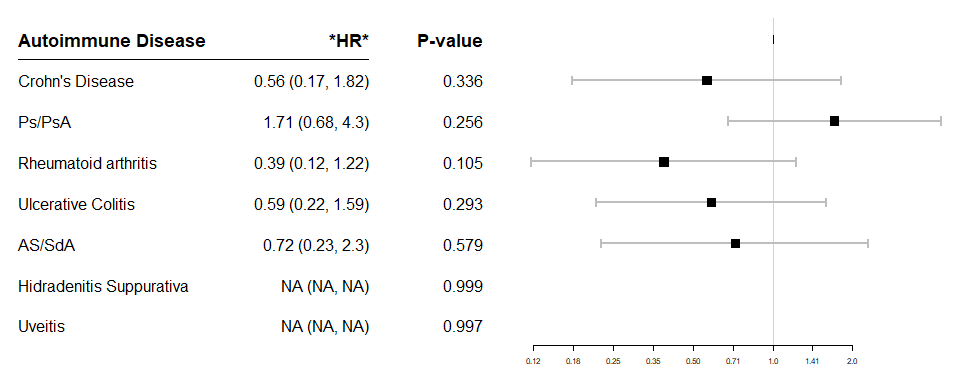 Autoimmune Disease *HR* P-value
Crohn's Disease 0.56 (0.17, 1.82) 0.336
Ps/PsA 1.71 (0.68, 4.3) 0.256
Rheumatoid arthritis 0.39 (0.12, 1.22) 0.105
Ulcerative Colitis 0.59 (0.22, 1.59) 0.293
AS/SdA 0.72 (0.23, 2.3) 0.579
Hidradenitis Suppurativa NA (NA, NA) 0.999
Uveitis NA (NA, NA) 0.997
0.12 0.18 0.25 0.35 0.50 0.71 1.0 1.41 2.0